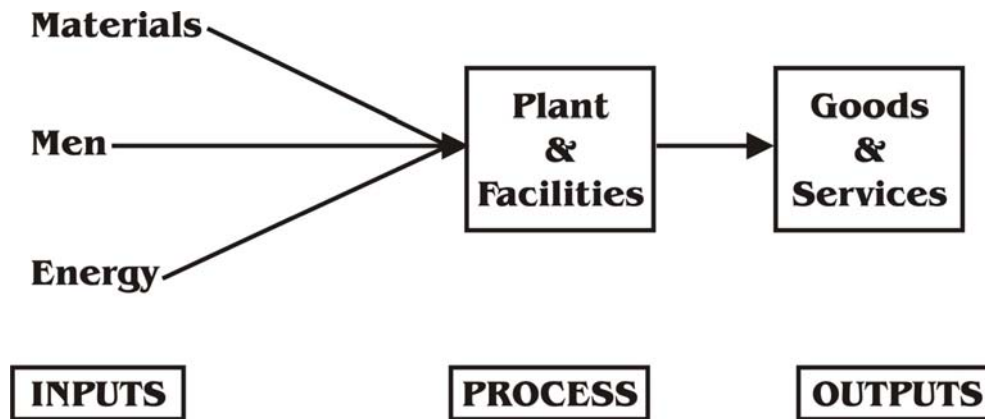 Materials
Men
Energy
Plant
&
Facilities
Goods
&
Services
INPUTS
PROCESS
OUTPUTS